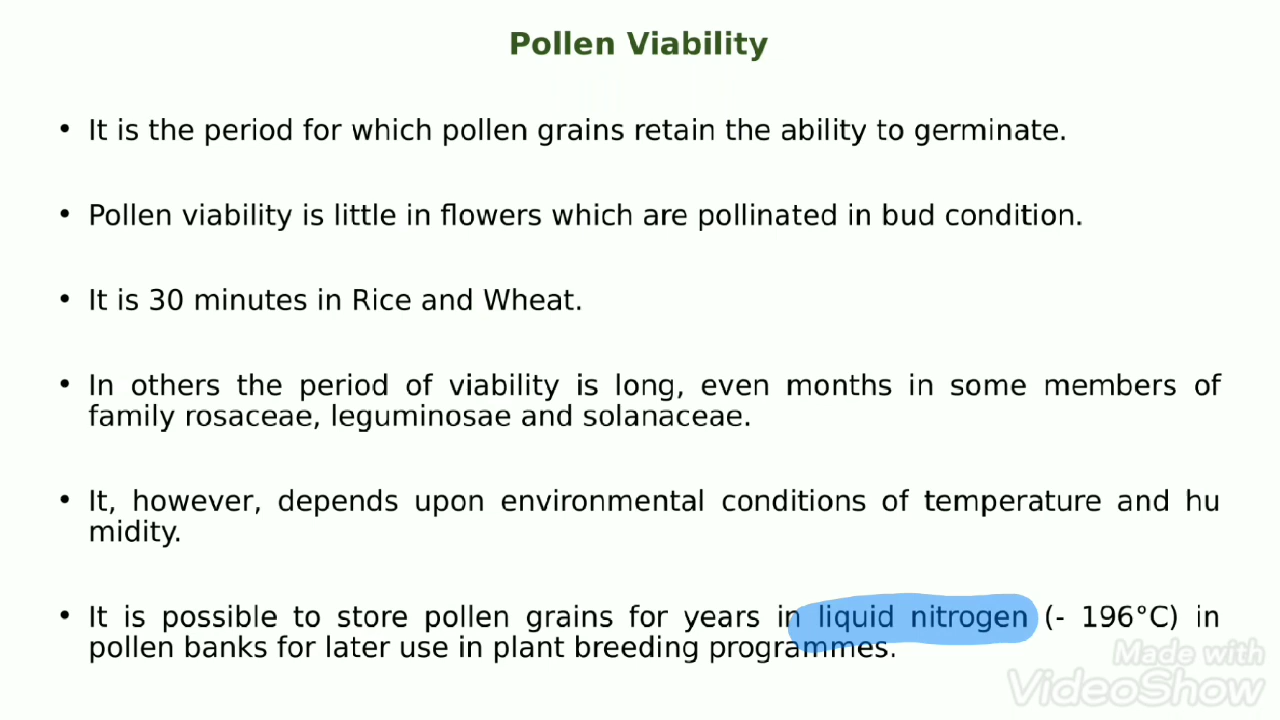 Pollen Viability
• It is the period for which pollen grains retain the ability to germinate.
• Pollen viability is little in flowers which are pollinated in bud condition.
• It is 30 minutes in Rice and Wheat.
• In others the period of viability is long, even months in some members of
family rosaceae, leguminosae and solanaceae.
• It, however, depends upon environmental conditions of temperature and hu
midity.
• It is possible to store pollen grains for years in liquid nitrogen (- 196°C) in
pollen banks for later use in plant breeding programmes.
Made with
VideoShow